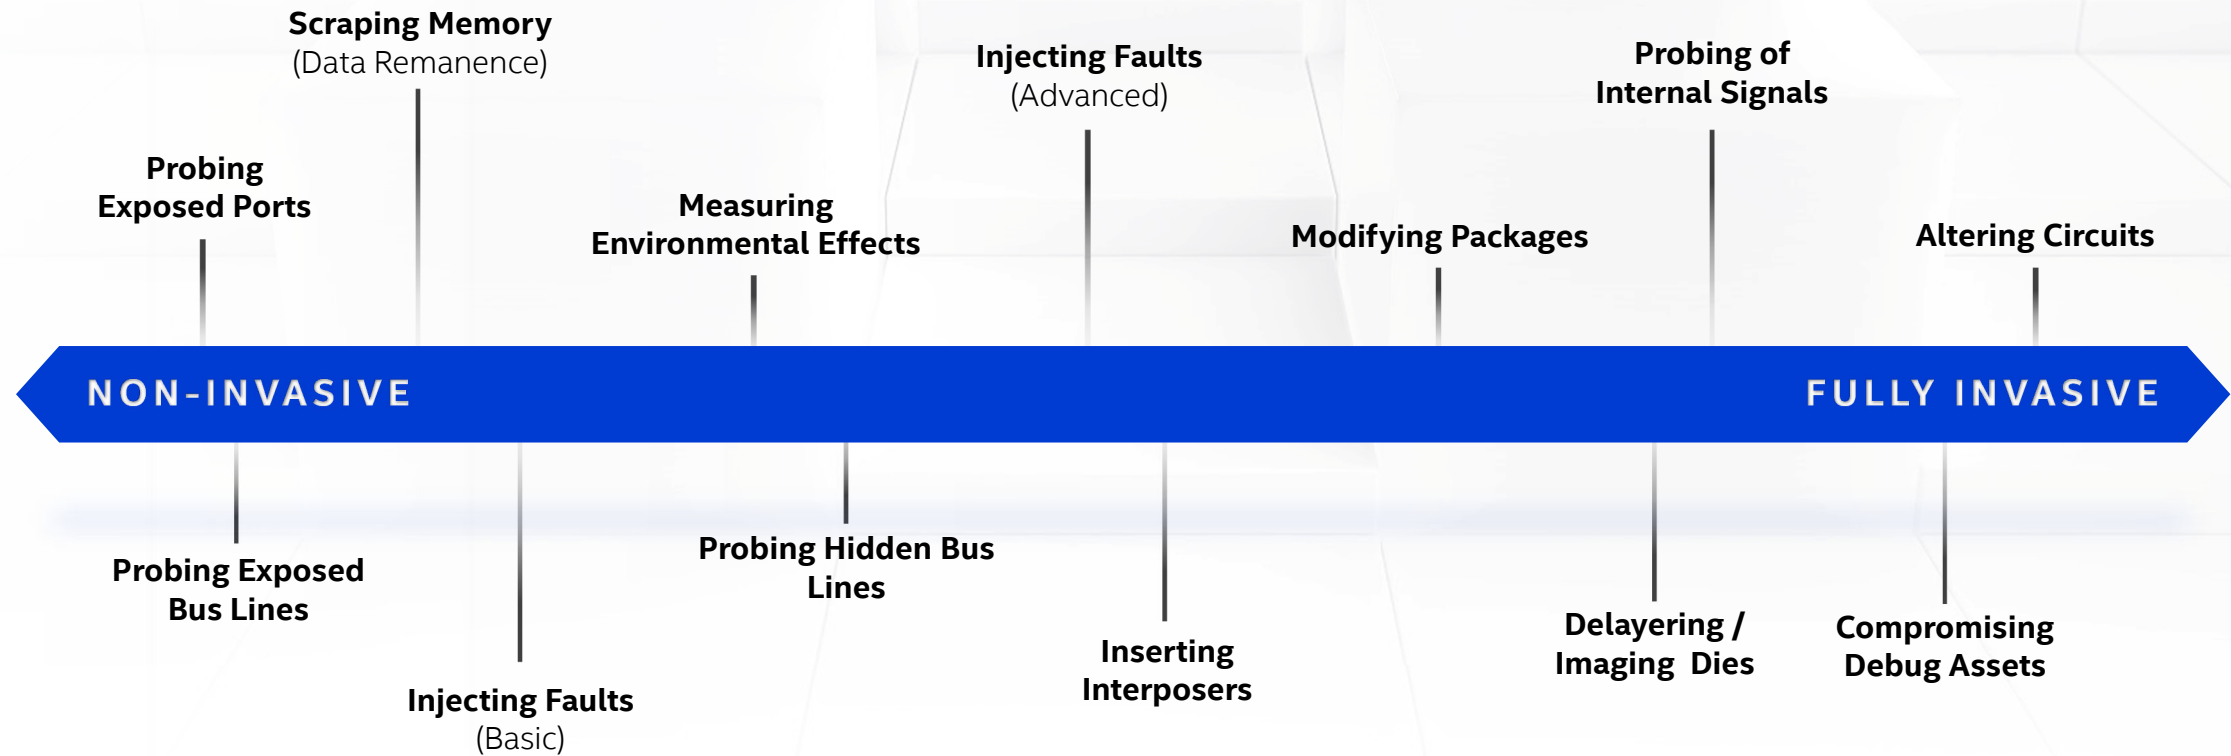 Scraping Memory
(Data Remanence)
Injecting Faults
(Advanced)
Probing of
Internal Signals
Probing
Exposed Ports
Measuring
Environmental Effects
Modifying Packages
Altering Circuits
NON-INVASIVE
FULLY INVASIVE
Probing Exposed
Bus Lines
Probing Hidden Bus
Lines
Injecting Faults
(Basic)
Inserting
Interposers
Delayering /
Imaging Dies
Compromising
Debug Assets